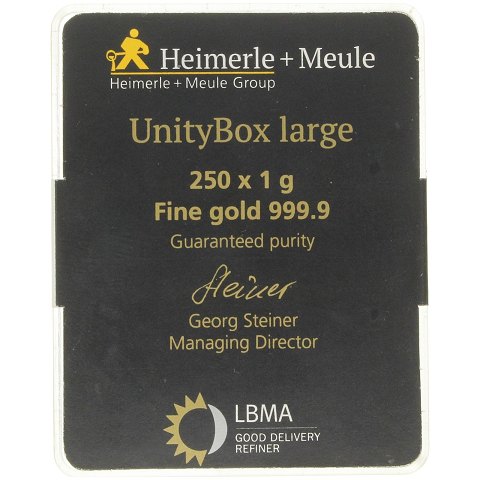 Heimerle + Meule
Heimerle + Meule Group
UnityBox large
250 x 1 g
Fine gold 999.9
Guaranteed purity
Steiner
Georg Steiner
Managing Director
LBMA
GOOD DELIVERY
REFINER